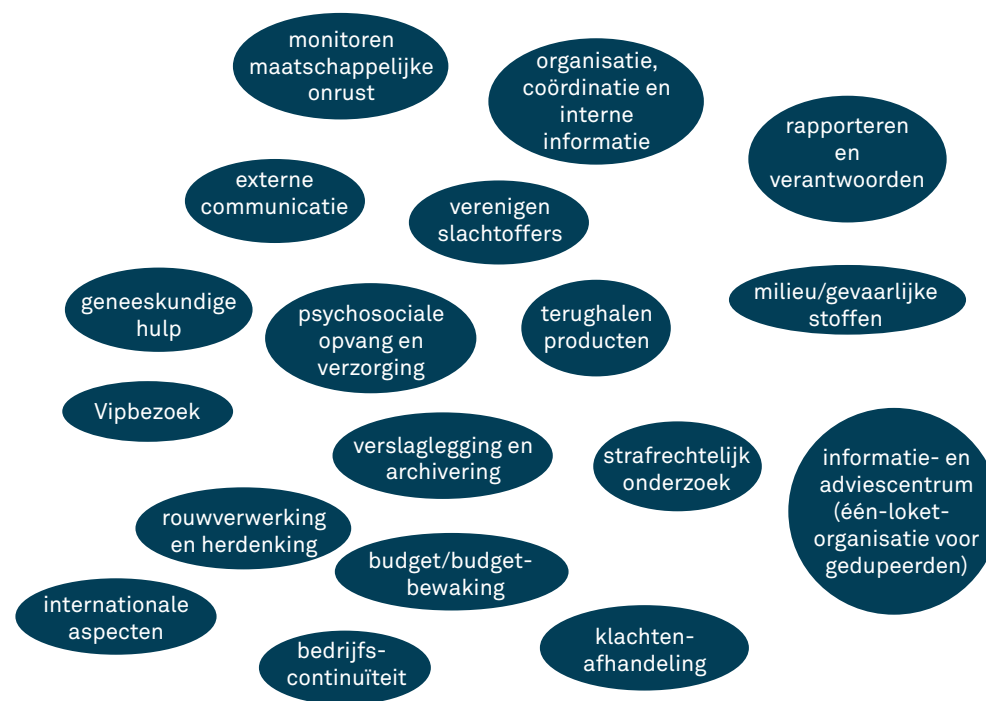 monitoren
maatschappelijke
onrust
organisatie,
coördinatie en
interne
informatie
rapporteren
en
verantwoorden
externe
communicatie
verenigen
slachtoffers
geneeskundige
hulp
psychosociale
opvang en
verzorging
terughalen
producten
milieu/gevaarlijke
stoffen
Vipbezoek
verslaglegging en
archivering
strafrechtelijk
onderzoek
informatie- en
adviescentrum
(één-loket-
organisatie voor
gedupeerden)
rouwverwerking
en herdenking
budget/budget-
bewaking
internationale
aspecten
bedrijfs-
continuïteit
klachten-
afhandeling